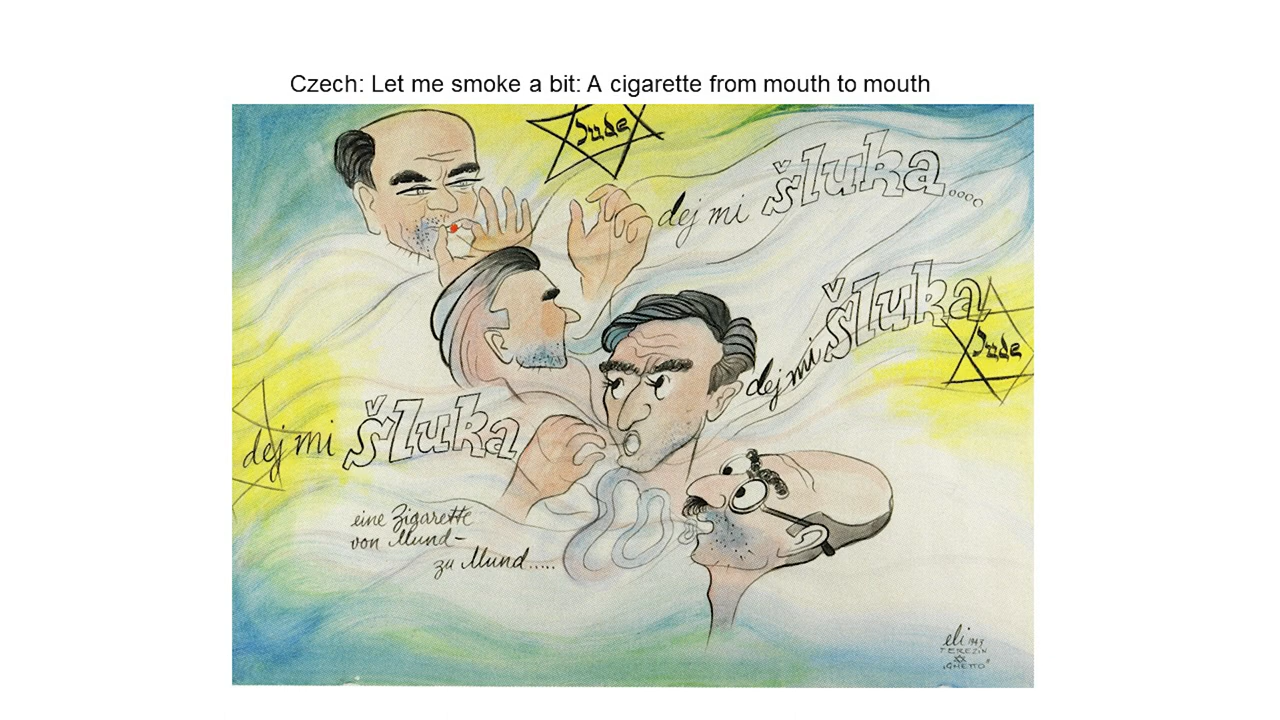 Czech: Let me smoke a bit: A cigarette from mouth to mouth
Jude
dej mi šluka....
dej mi šluka
Jude
dej mi šluka
eine Zigarette
von Mund-
zu Mund.....
eli 1943
TEREZIN
„GHETTO"